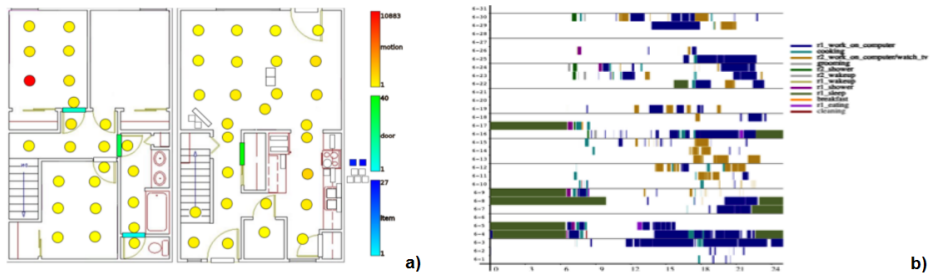 10883
motion
1
40
door
1
27
Item
1
a)
6-31
6-30
6-29
6-28
6-27
6-26
6-25
6-24
6-23
6-22
6-21
6-20
6-19
6-18
6-17
6-16
6-15
6-14
6-13
6-12
6-11
6-10
6-9
6-8
6-7
6-6
6-5
6-4
6-3
6-2
6-1
0 3 6 9 12 15 18 21 24
r1_work_on_computer
cooking
r2_work_on_computer/watch_tv
grooming
r2_shower
r2_wakeup
r1_wakeup
r1_shower
r1_sleep
breakfast
r1_eating
cleaning
b)